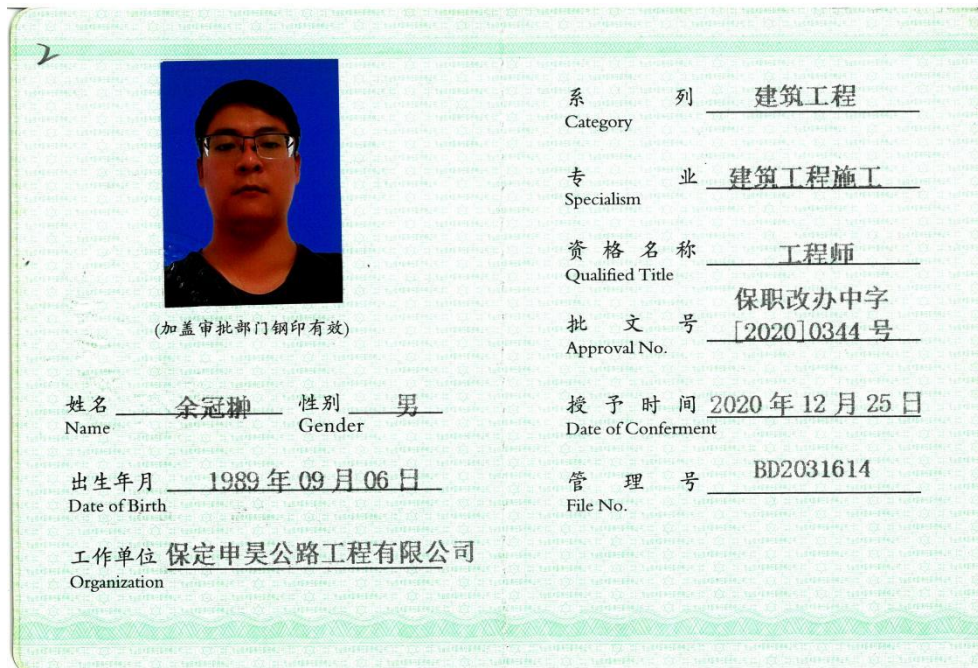 2
(加盖审批部门钢印有效)
姓名 余冠翀 性别 男
Name Gender
出生年月 1989 年 09 月 06 日
Date of Birth
工作单位 保定申昊公路工程有限公司
Organization
系列 建筑工程
Category
专业 建筑工程施工
Specialism
资格名称 工程师
Qualified Title
保职改办中字
批文号 [2020]0344 号
Approval No.
授予时间 2020 年 12 月 25 日
Date of Conferment
管理号 BD2031614
File No.